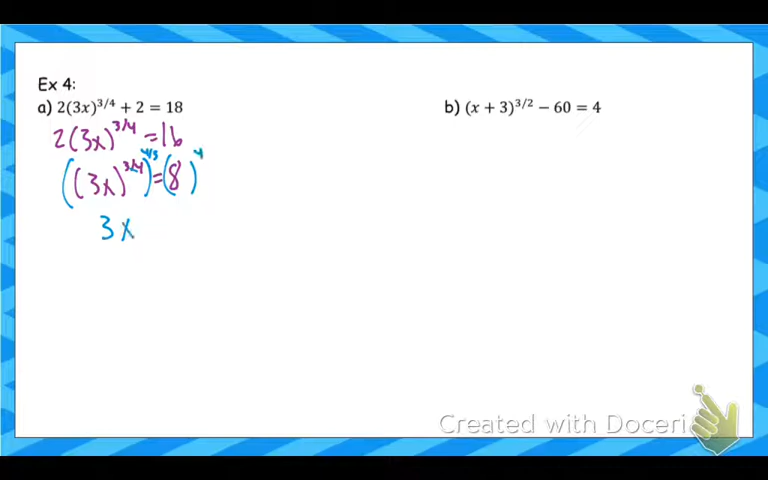 Ex 4:
a) 2(3x)^{3/4} + 2 = 18
2(3x)^{3/4} = 16
((3x)^{3/4})^{4/3} = (8)^4
3x
b) (x + 3)^{3/2} − 60 = 4
Created with Doceri